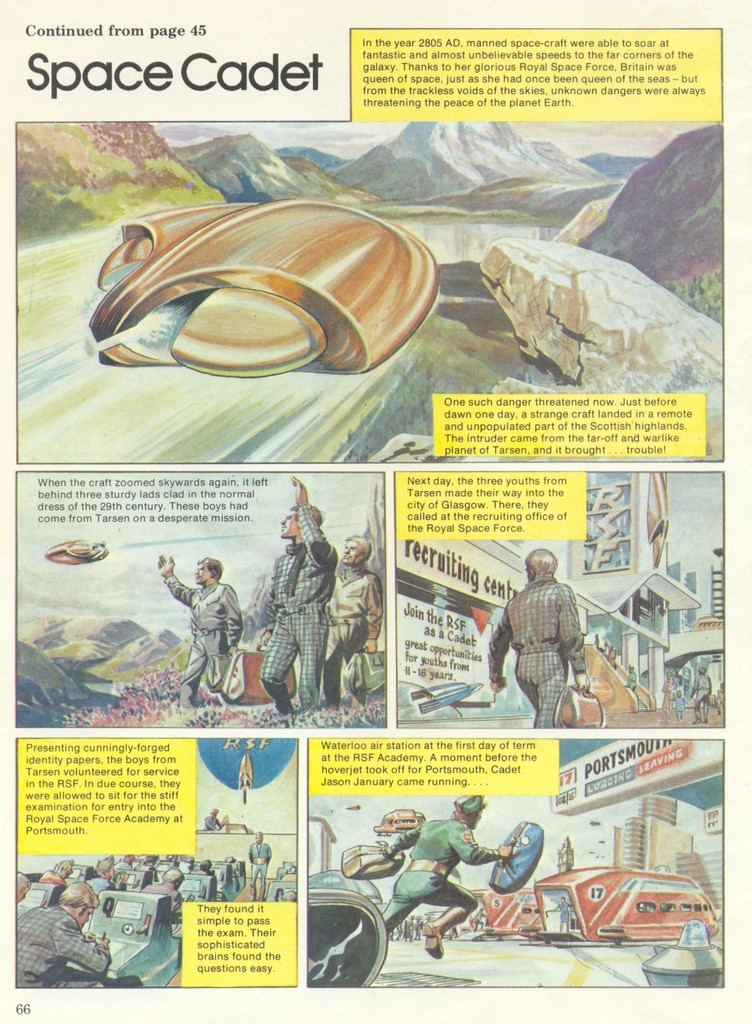 Continued from page 45
Space Cadet
In the year 2805 AD, manned space-craft were able to soar at
fantastic and almost unbelievable speeds to the far corners of the
galaxy. Thanks to her glorious Royal Space Force, Britain was
queen of space, just as she had once been queen of the seas – but
from the trackless voids of the skies, unknown dangers were always
threatening the peace of the planet Earth.
One such danger threatened now. Just before
dawn one day, a strange craft landed in a remote
and unpopulated part of the Scottish highlands.
The intruder came from the far-off and warlike
planet of Tarsen, and it brought . . . trouble!
When the craft zoomed skywards again, it left
behind three sturdy lads clad in the normal
dress of the 29th century. These boys had
come from Tarsen on a desperate mission.
Next day, the three youths from
Tarsen made their way into the
city of Glasgow. There, they
called at the recruiting office of
the Royal Space Force.
RSF
recruiting cent
Join the RSF
as a Cadet
great opportunities
for youths from
11-16 years.
Presenting cunningly-forged
identity papers, the boys from
Tarsen volunteered for service
in the RSF. In due course, they
were allowed to sit for the stiff
examination for entry into the
Royal Space Force Academy at
Portsmouth.
RSF
They found it
simple to pass
the exam. Their
sophisticated
brains found the
questions easy.
Waterloo air station at the first day of term
at the RSF Academy. A moment before the
hoverjet took off for Portsmouth, Cadet
Jason January came running. . . .
17
PORTSMOUTH
LOADING LEAVING
5
17
66